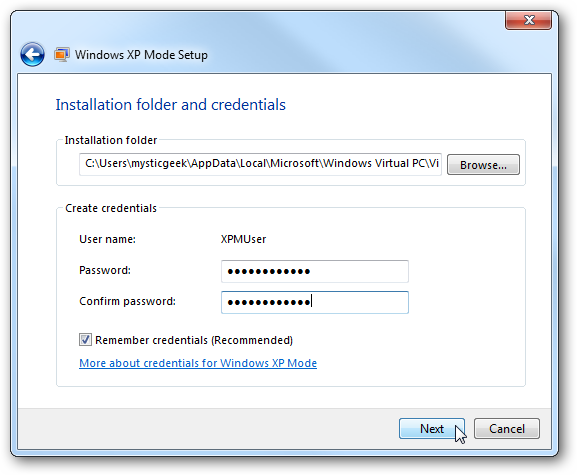 Windows XP Mode Setup
Installation folder and credentials
Installation folder
C:\Users\mysticgeek\AppData\Local\Microsoft\Windows Virtual PC\Vi
Browse...
Create credentials
User name: XPMUser
Password: ●●●●●●●●●●●●
Confirm password: ●●●●●●●●●●●●
Remember credentials (Recommended)
More about credentials for Windows XP Mode
Next Cancel